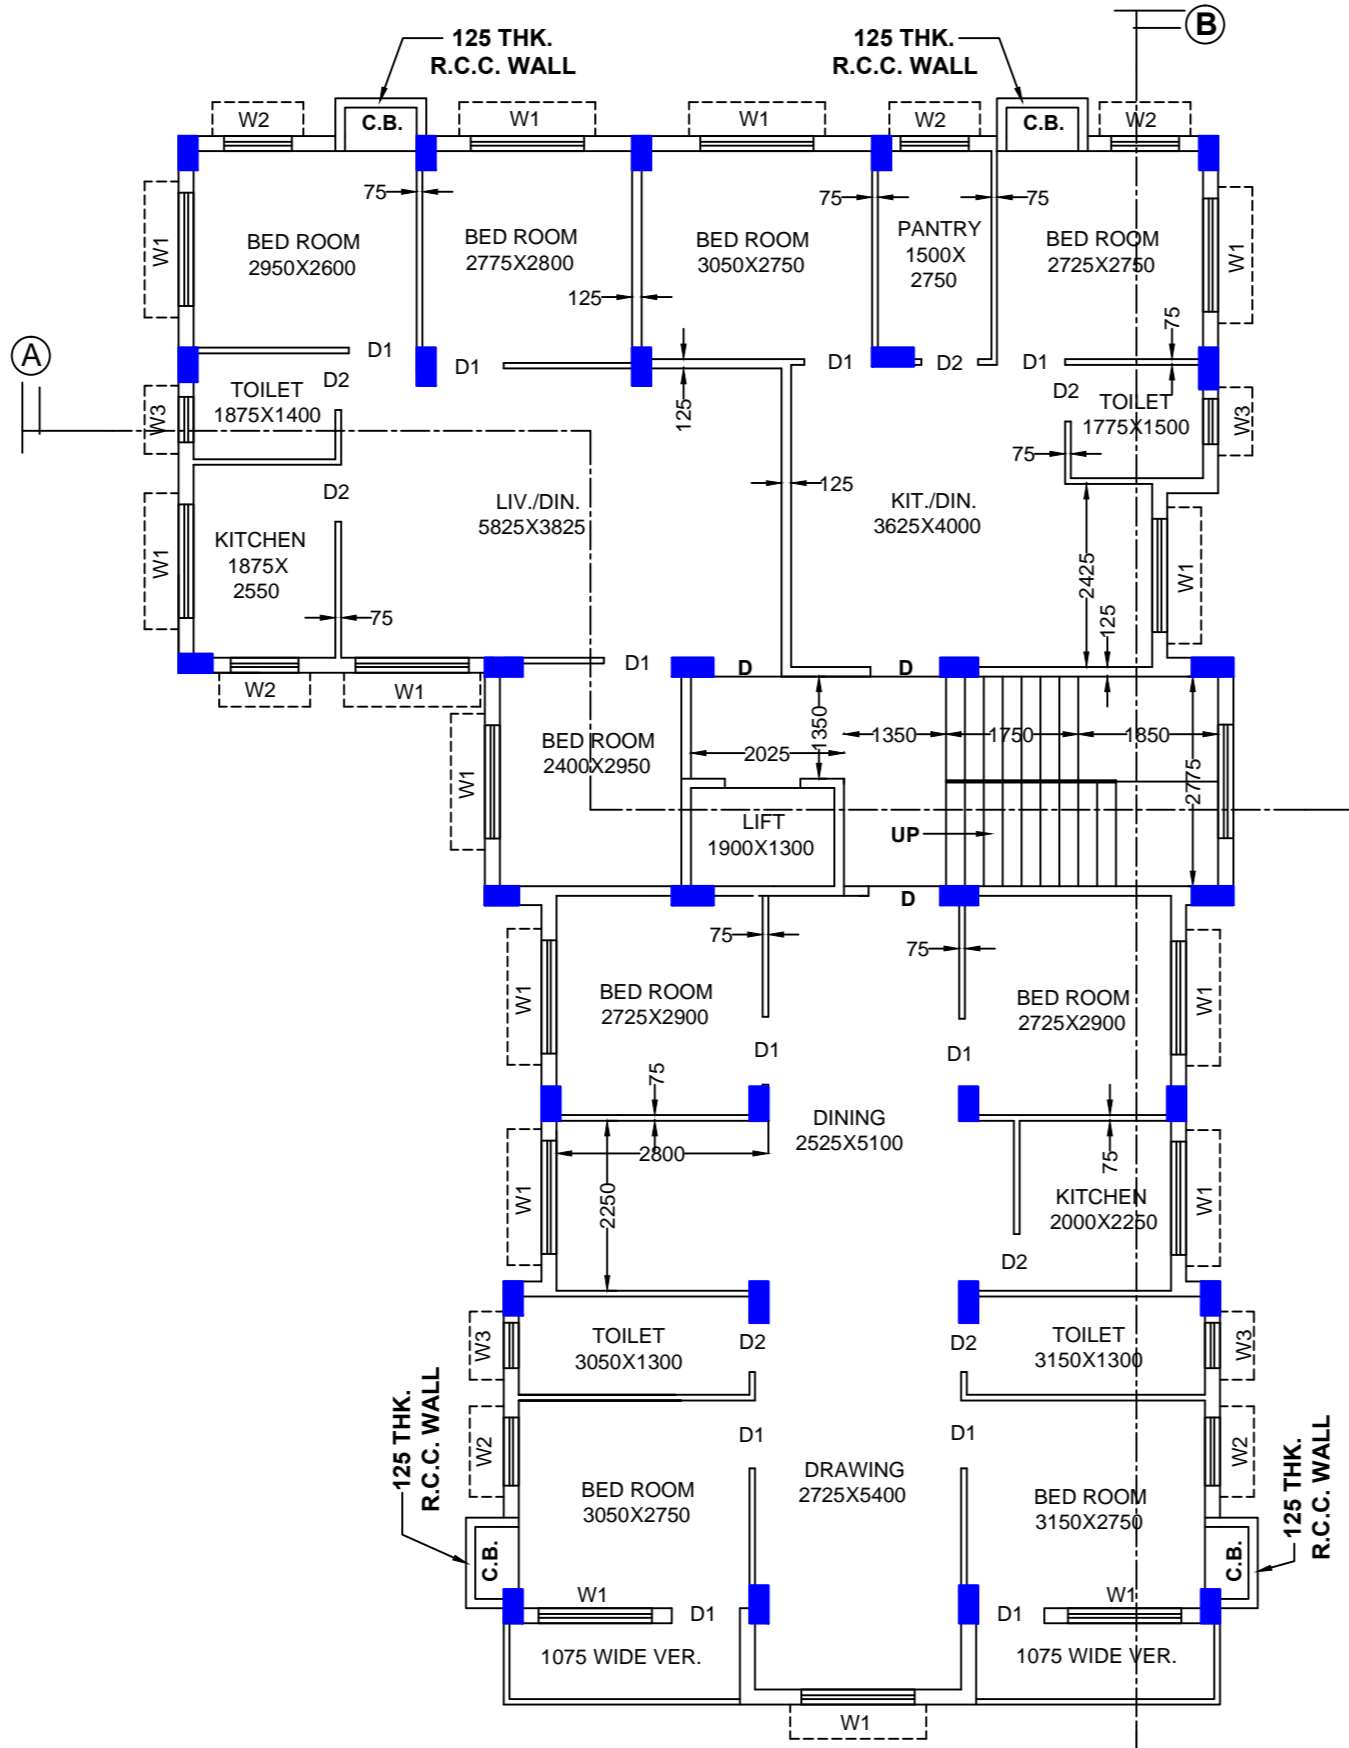 B
125 THK.
R.C.C. WALL
125 THK.
R.C.C. WALL
W2
C.B.
W1
W1
W2
C.B.
W2
W1
75
75
75
W1
BED ROOM
2950X2600
BED ROOM
2775X2800
BED ROOM
3050X2750
PANTRY
1500X
2750
BED ROOM
2725X2750
125
75
A
D1
D1
D1
D2
D1
D2
D2
TOILET
1875X1400
125
TOILET
1775X1500
W3
W3
75
D2
125
LIV./DIN.
5825X3825
KIT./DIN.
3625X4000
W1
KITCHEN
1875X
2550
2425
W1
75
125
W2
W1
D1
D
D
BED ROOM
2400X2950
W1
2025
1350
1350
1750
1850
2775
LIFT
1900X1300
UP
D
75
75
W1
BED ROOM
2725X2900
BED ROOM
2725X2900
W1
D1
D1
75
DINING
2525X5100
2800
75
W1
2250
KITCHEN
2000X2250
W1
D2
W3
TOILET
3050X1300
D2
D2
TOILET
3150X1300
W3
125 THK.
R.C.C. WALL
W2
D1
D1
W2
BED ROOM
3050X2750
DRAWING
2725X5400
BED ROOM
3150X2750
125 THK.
R.C.C. WALL
C.B.
C.B.
W1
D1
D1
W1
1075 WIDE VER.
1075 WIDE VER.
W1